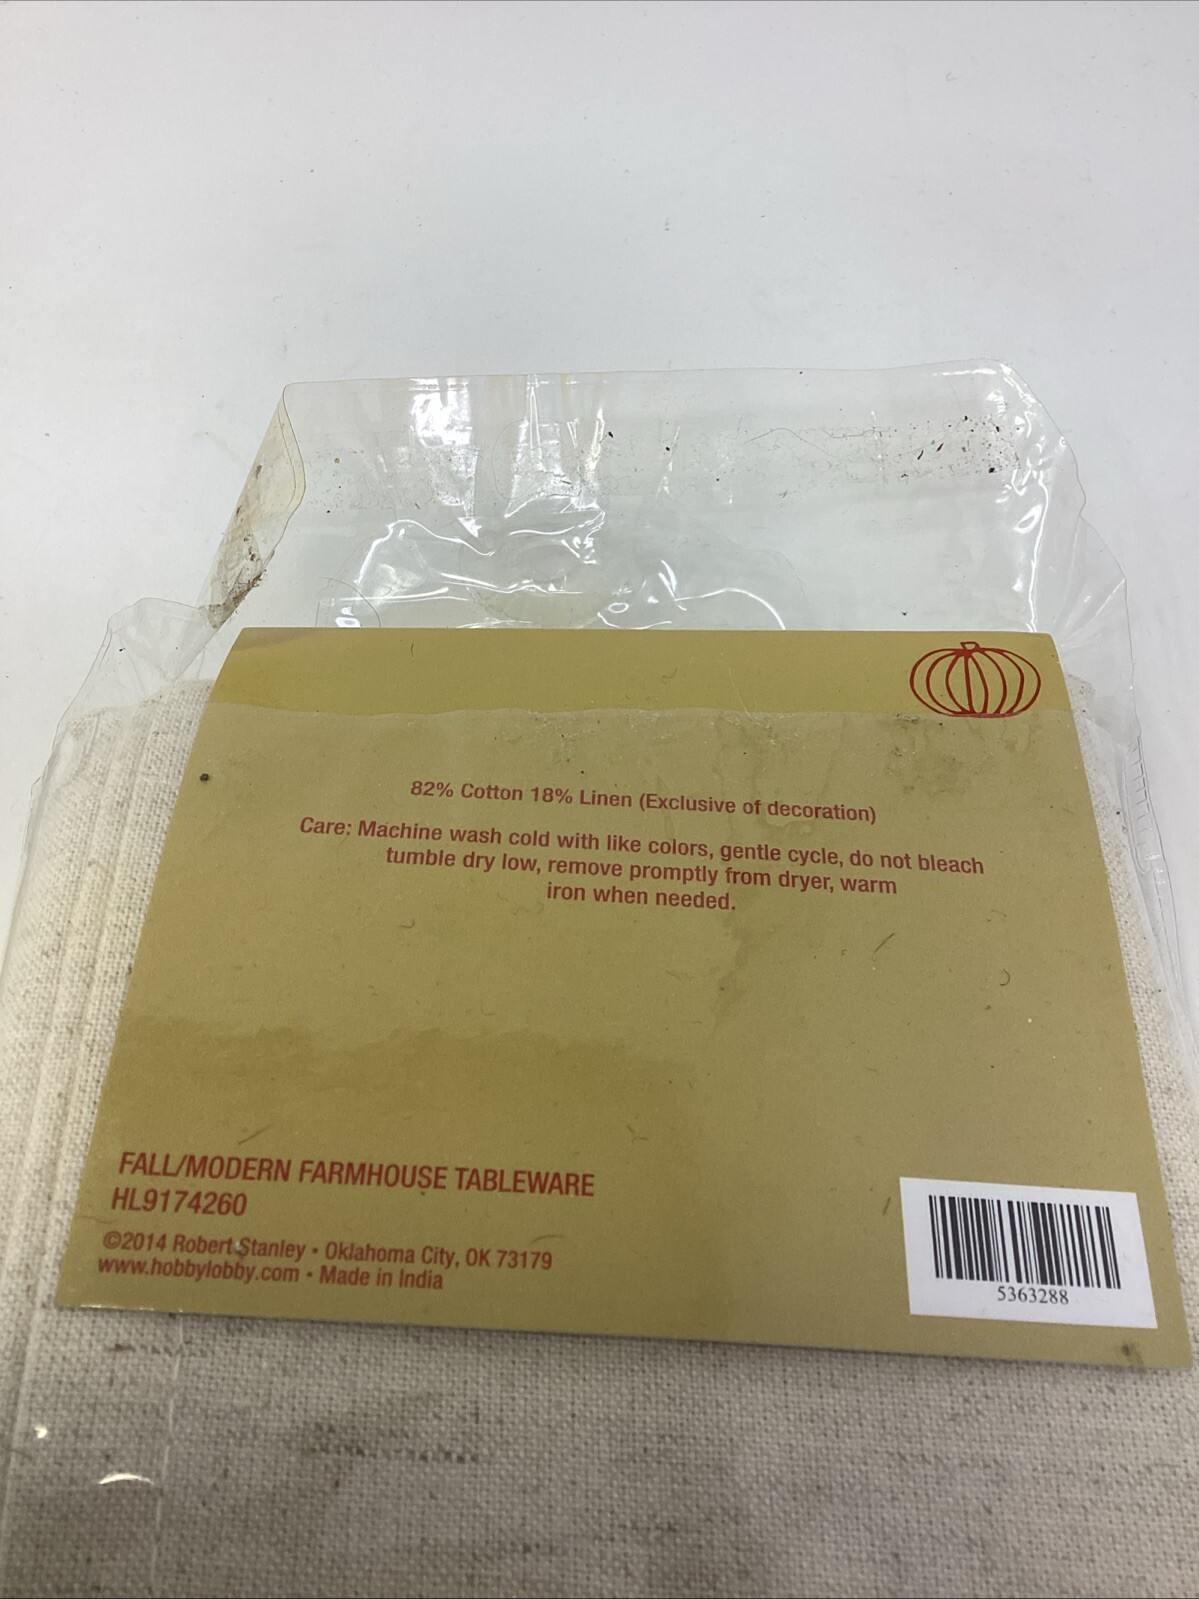 82% Cotton 18% Linen (Exclusive of decoration)
Care: Machine wash cold with like colors, gentle cycle, do not bleach
tumble dry low, remove promptly from dryer, warm
iron when needed.
FALL/MODERN FARMHOUSE TABLEWARE
HL9174260
©2014 Robert Stanley • Oklahoma City, OK 73179
www.hobbylobby.com • Made in India
5363288